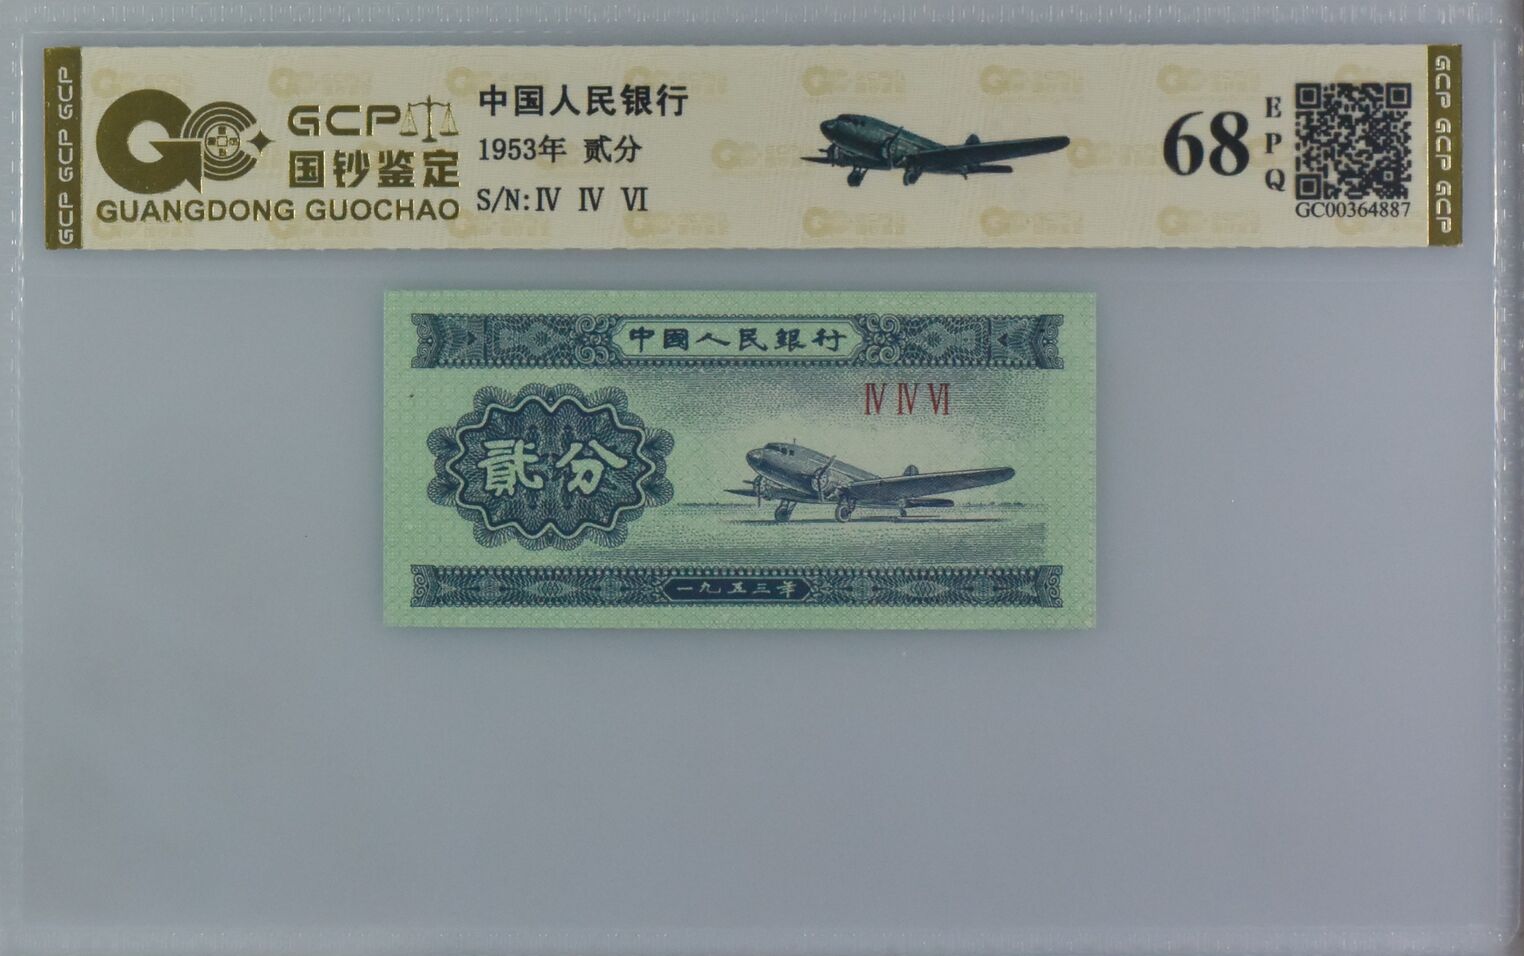 GCP GCP GCP
GCP
国钞鉴定
GUANGDONG GUOCHAO
中国人民银行
1953年 贰分
S/N:Ⅳ Ⅳ Ⅵ
68
E
P
Q
GC00364887
GCP GCP GCP
中國人民銀行
Ⅳ Ⅳ Ⅵ
貳分
一九五三年